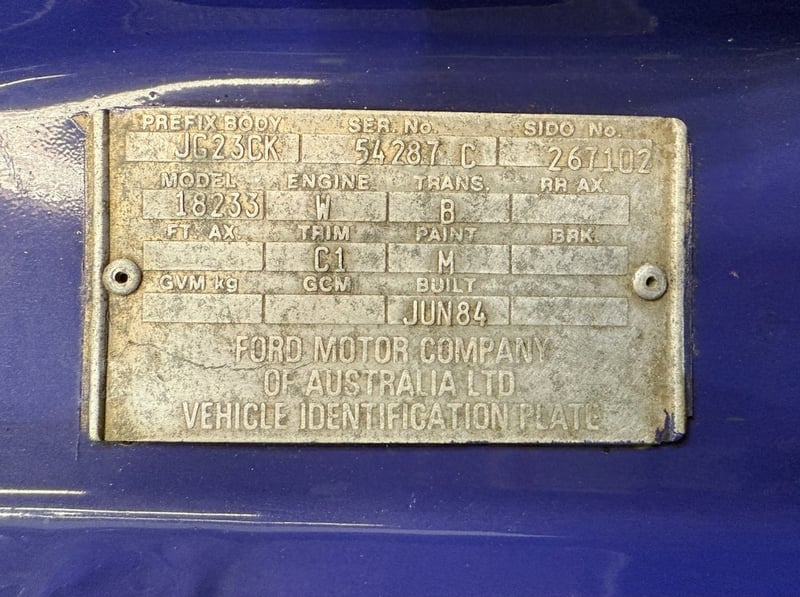 PREFIX BODY SER. No. SIDO No.
JG23CK 54287 C 267102
MODEL ENGINE TRANS. RR AX.
18233 W B
FT. AX. TRIM PAINT BRK.
C1 M
GVM kg GCM BUILT
JUN84
FORD MOTOR COMPANY
OF AUSTRALIA LTD
VEHICLE IDENTIFICATION PLATE